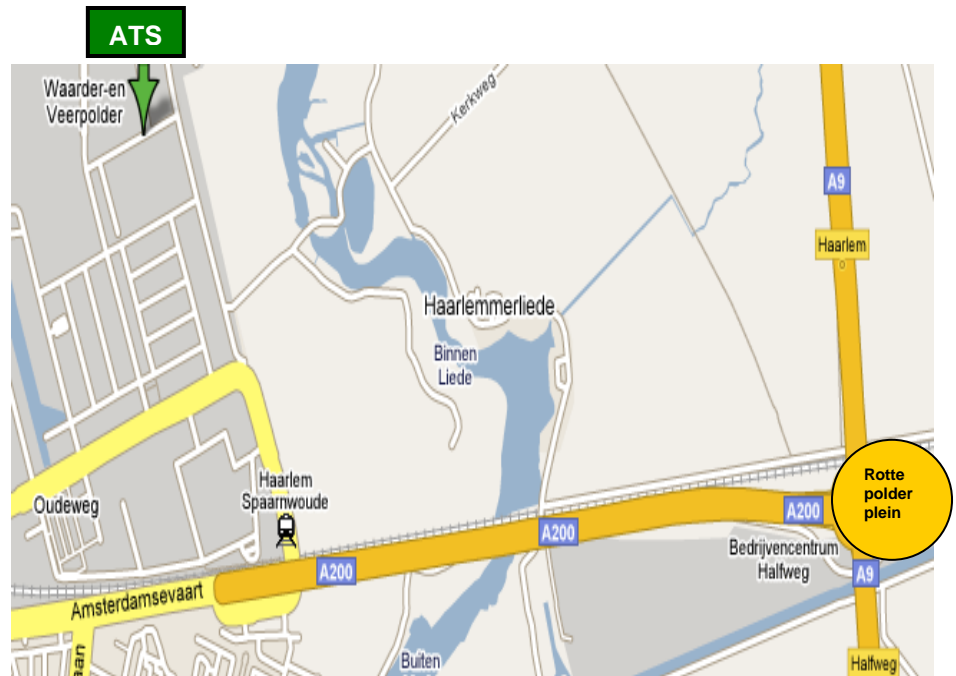 ATS
Waarder-en
Veerpolder
Kerkweg
A9
Haarlem
Haarlemmerliede
Binnen
Liede
Haarlem
Spaarnwoude
Oudeweg
Rotte
polder
plein
A200
A200
A200
Bedrijvencentrum
Halfweg
A9
Amsterdamsevaart
aan
Buiten
Halfweg